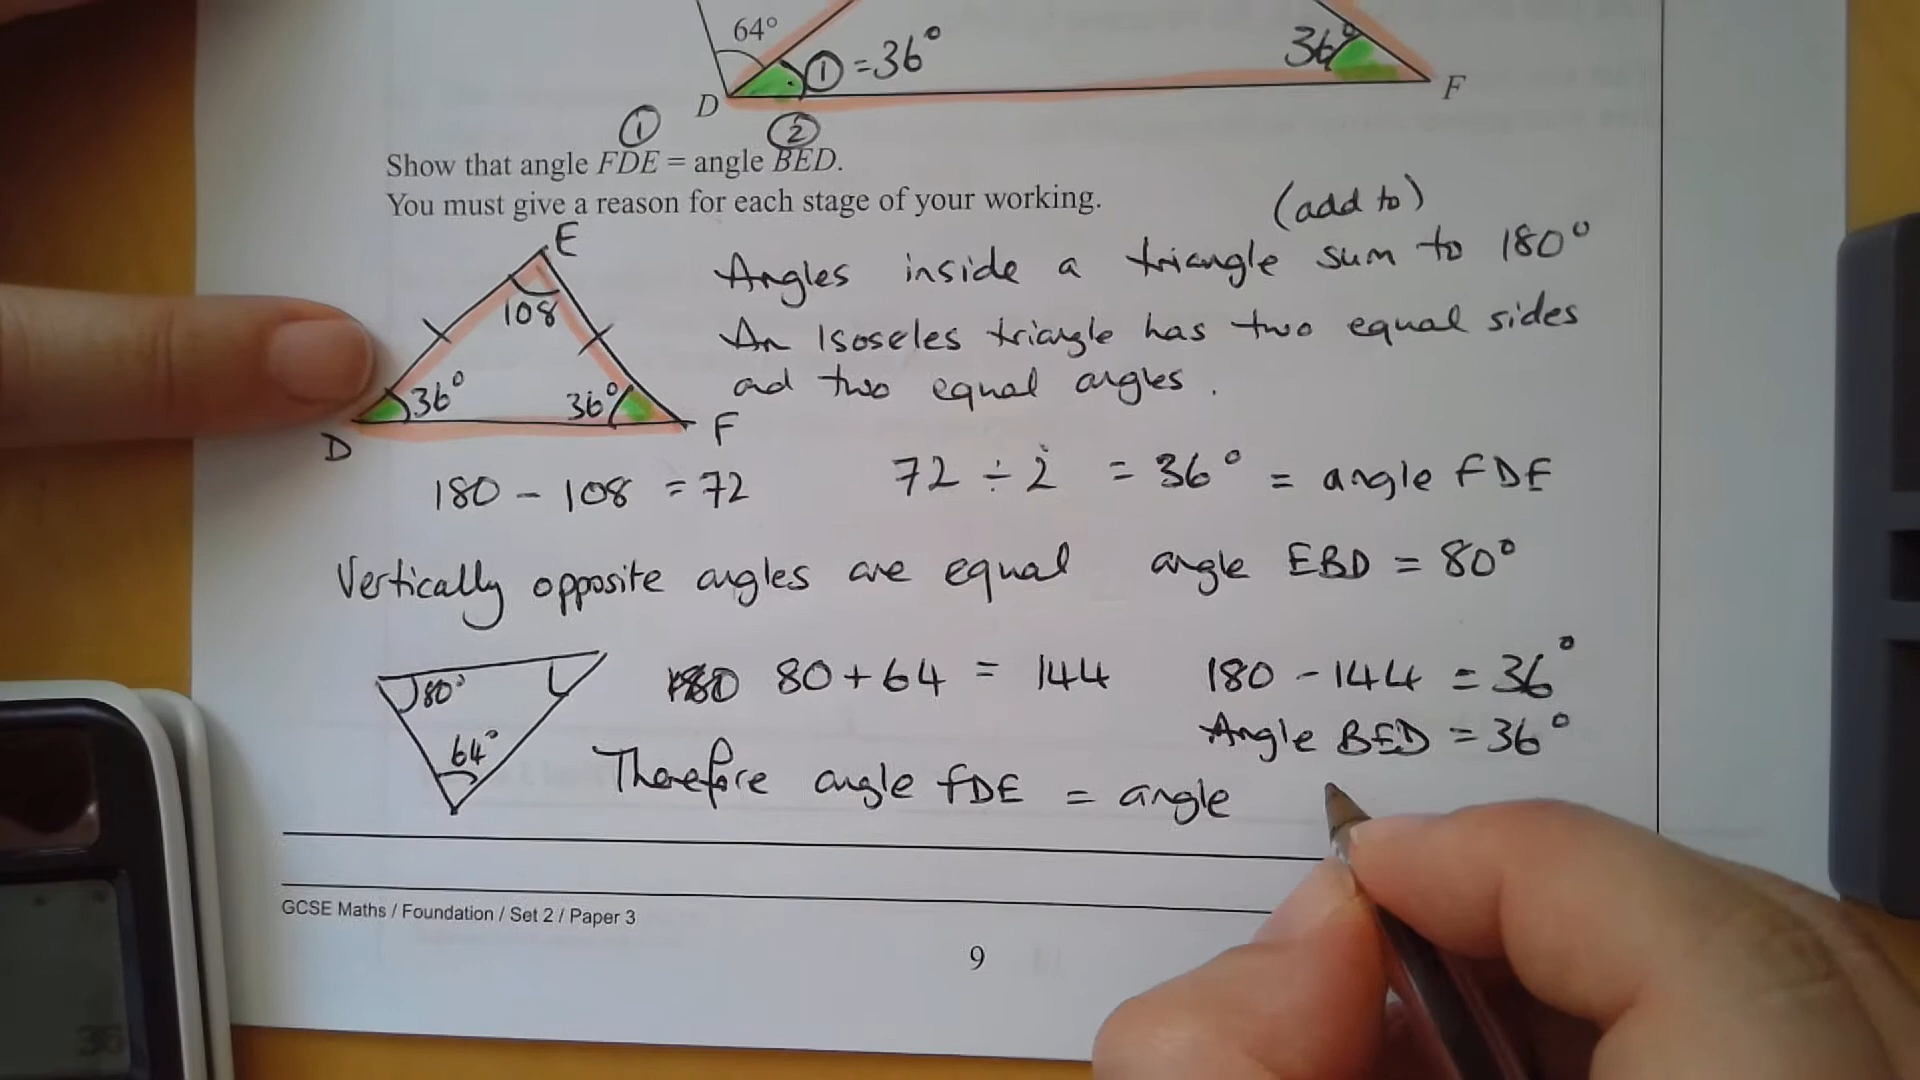 64°
① = 36°
36°
D
F
①
②
Show that angle FDE = angle BED.
You must give a reason for each stage of your working.
(add to)
E
Angles inside a triangle sum to 180°
108
An Isoseles triangle has two equal sides
ad two equal angles.
36°
36°
D
F
180 - 108 = 72
72 ÷ 2 = 36° = angle FDE
Vertically opposite angles are equal angle EBD = 80°
80°
80 + 64 = 144
180 - 144 = 36°
64°
Angle BED = 36°
Therefore angle FDE = angle
GCSE Maths / Foundation / Set 2 / Paper 3
9
36